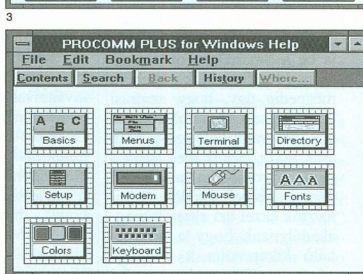 3
PROCOMM PLUS for Windows Help
File Edit Bookmark Help
Contents Search Back History Where...
A B C
Basics Menus Terminal Directory
AAA
Setup Modem Mouse Fonts
Colors Keyboard